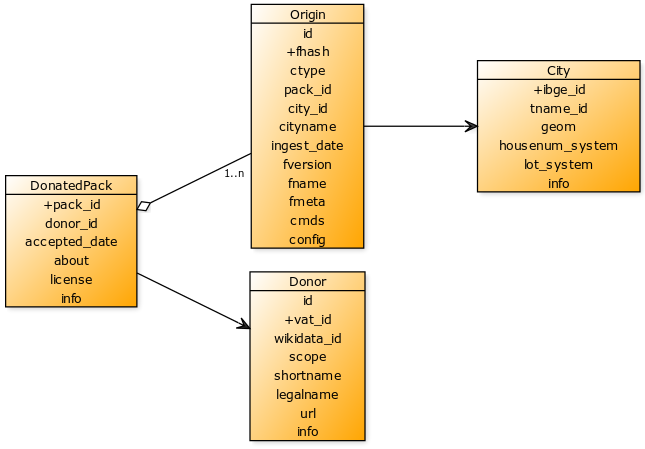 Origin
id
+fhash
ctype
pack_id
city_id
cityname
ingest_date
fversion
fname
fmeta
cmds
config
City
+ibge_id
tname_id
geom
housenum_system
lot_system
info
1..n
DonatedPack
+pack_id
donor_id
accepted_date
about
license
info
Donor
id
+vat_id
wikidata_id
scope
shortname
legalname
url
info